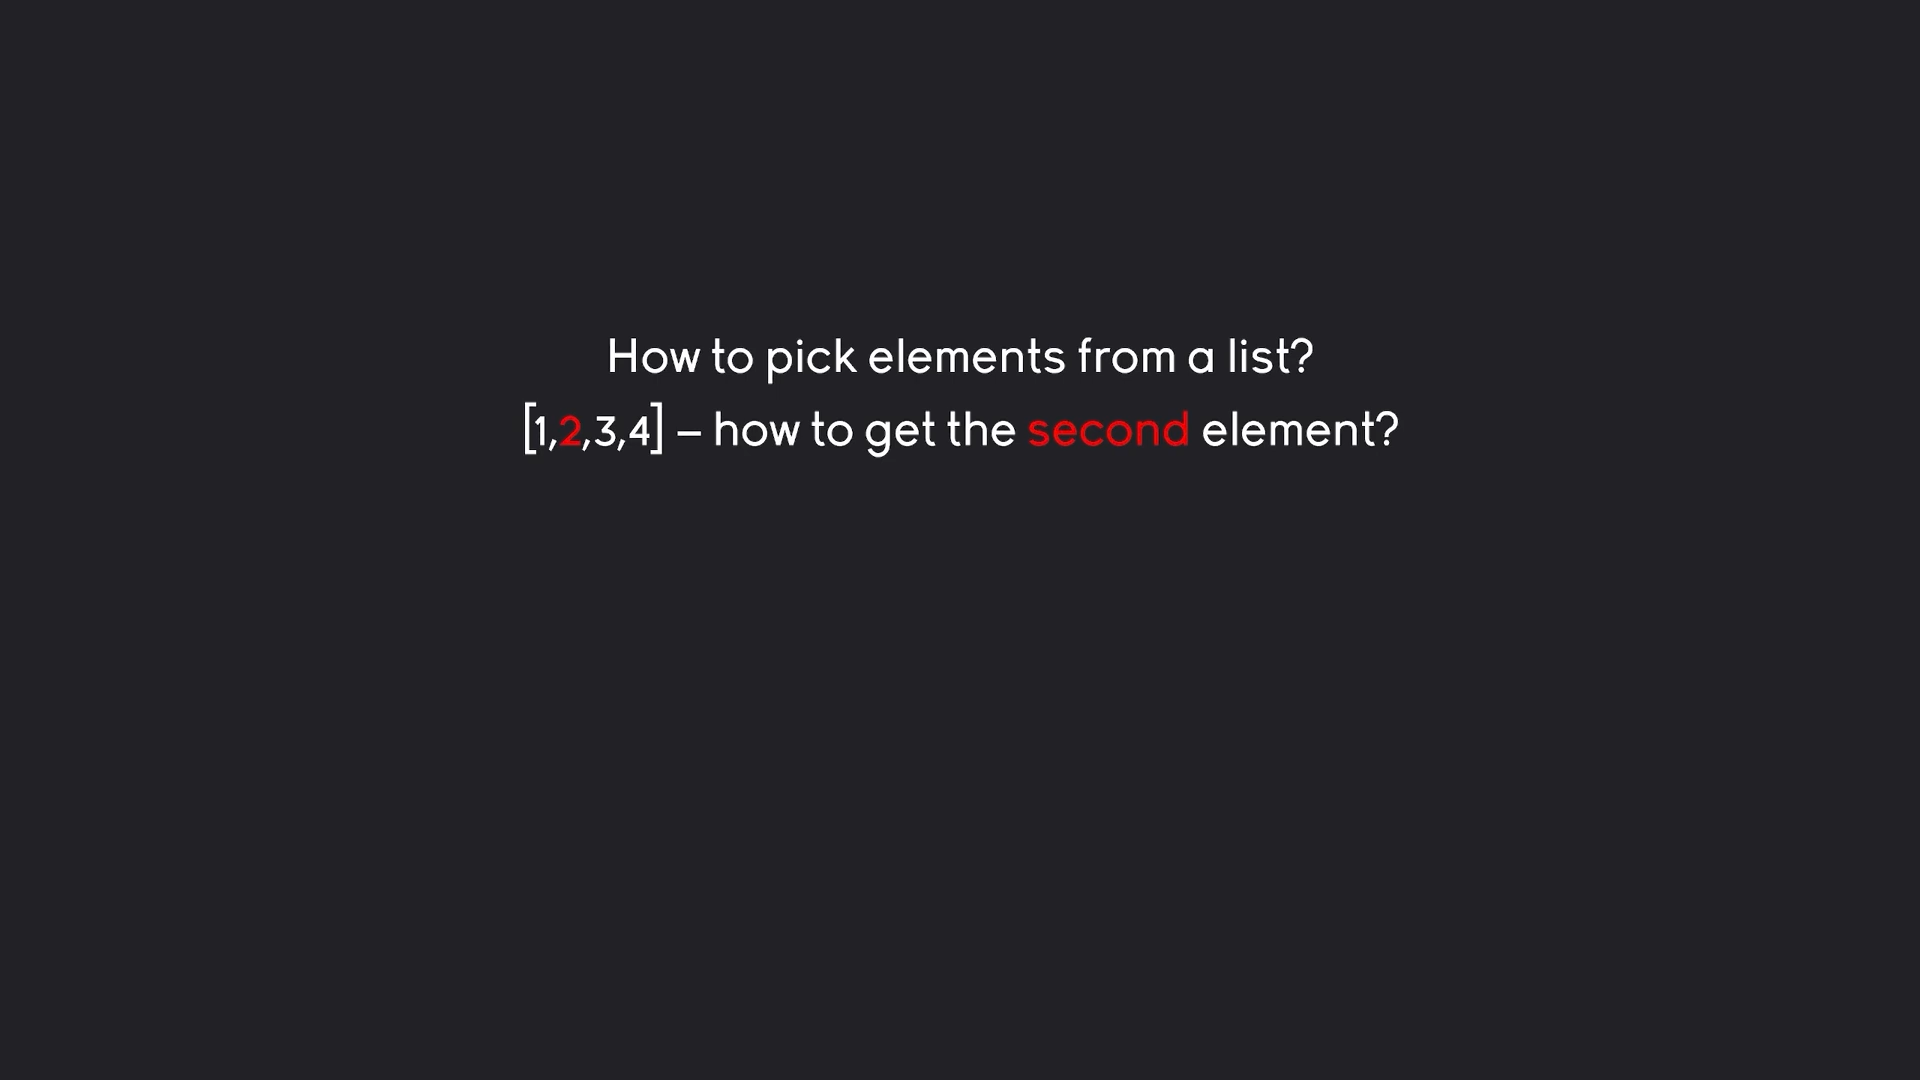 How to pick elements from a list?
[1,2,3,4] – how to get the second element?